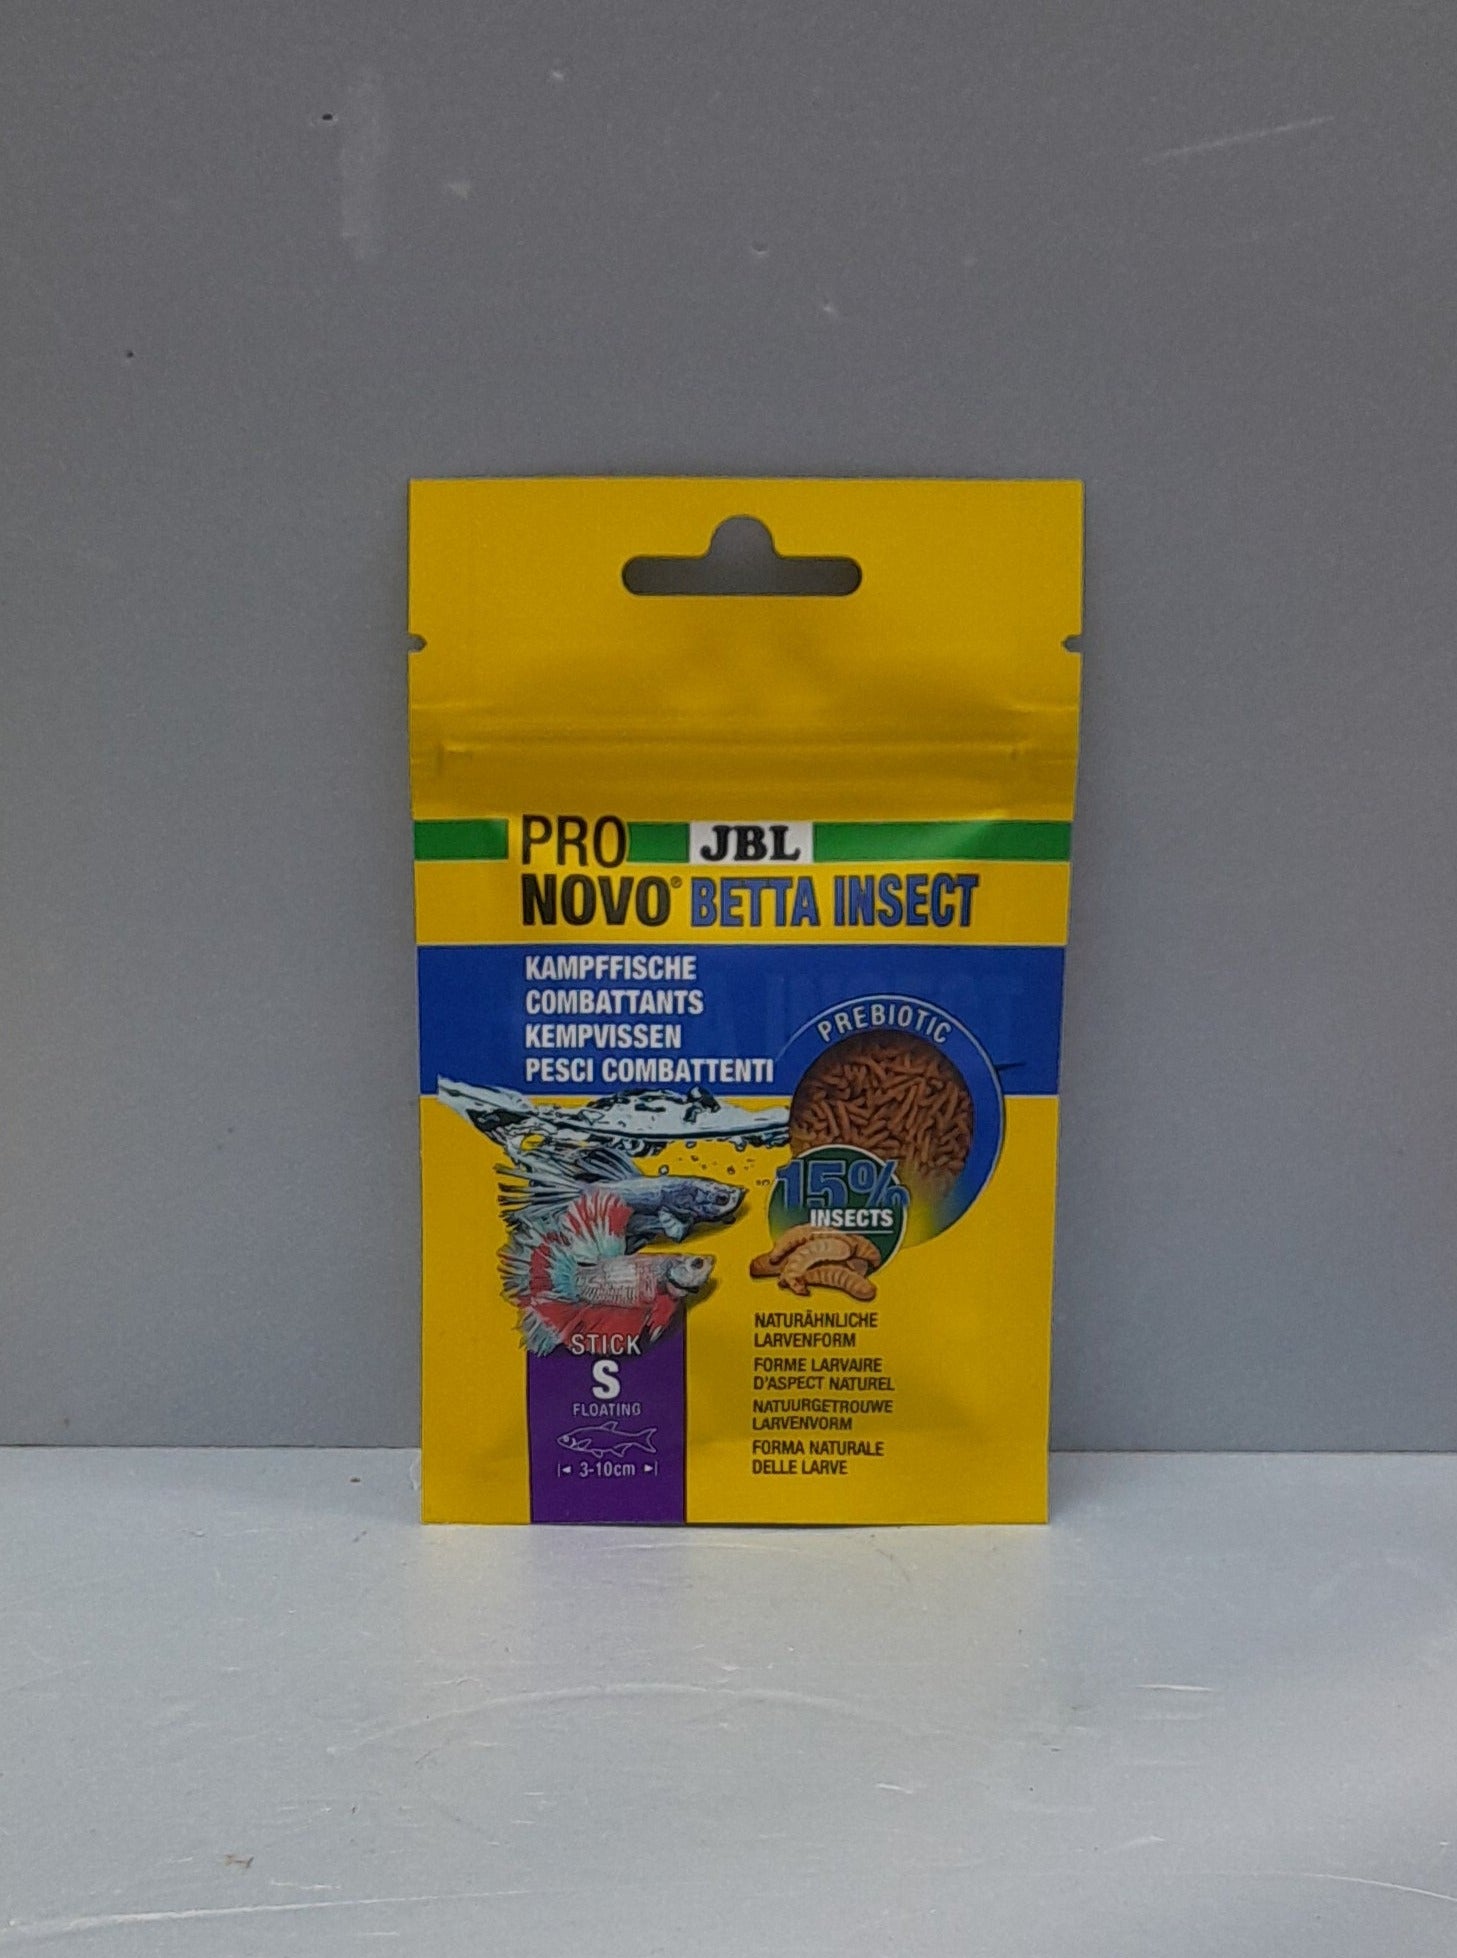 PRO JBL
NOVO® BETTA INSECT
KAMPFFISCHE
COMBATTANTS
KEMPVISSEN
PESCI COMBATTENTI
PREBIOTIC
15%
INSECTS
STICK
S
FLOATING
3-10cm
NATURÄHNLICHE
LARVENFORM
FORME LARVAIRE
D'ASPECT NATUREL
NATUURGETROUWE
LARVENVORM
FORMA NATURALE
DELLE LARVE